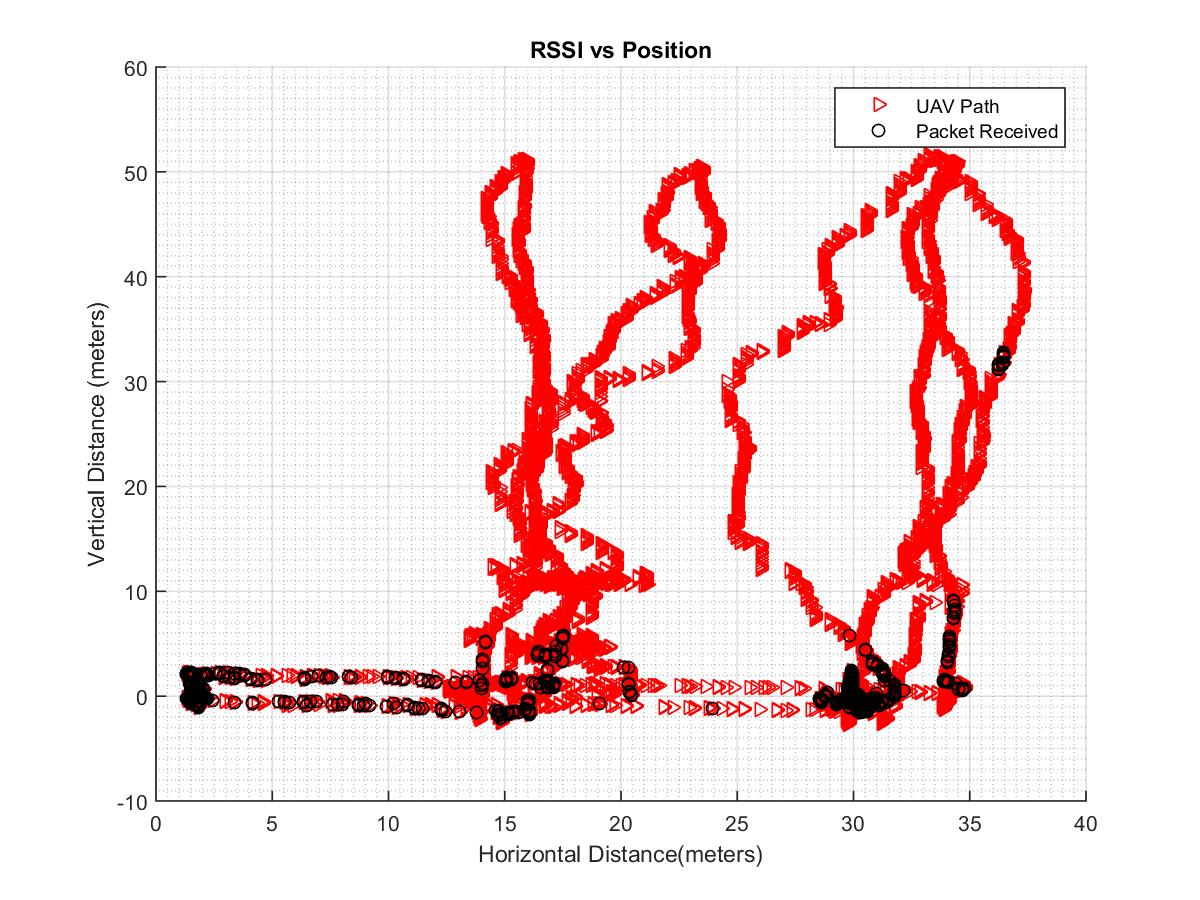 RSSI vs Position
60
50
40
30
20
10
0
-10
Vertical Distance (meters)
UAV Path
Packet Received
0 5 10 15 20 25 30 35 40
Horizontal Distance(meters)